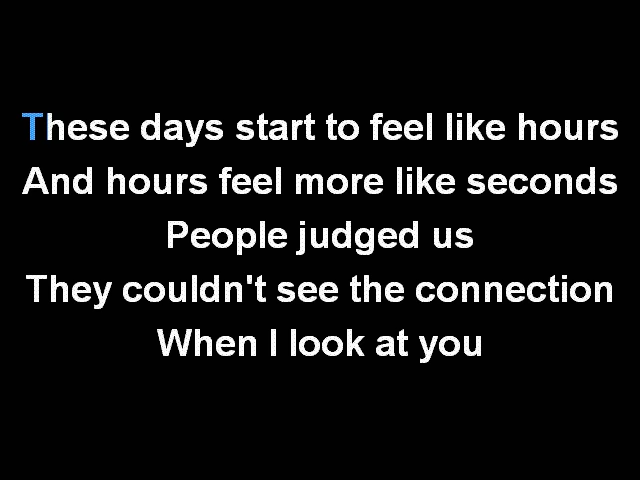 These days start to feel like hours
And hours feel more like seconds
People judged us
They couldn't see the connection
When I look at you